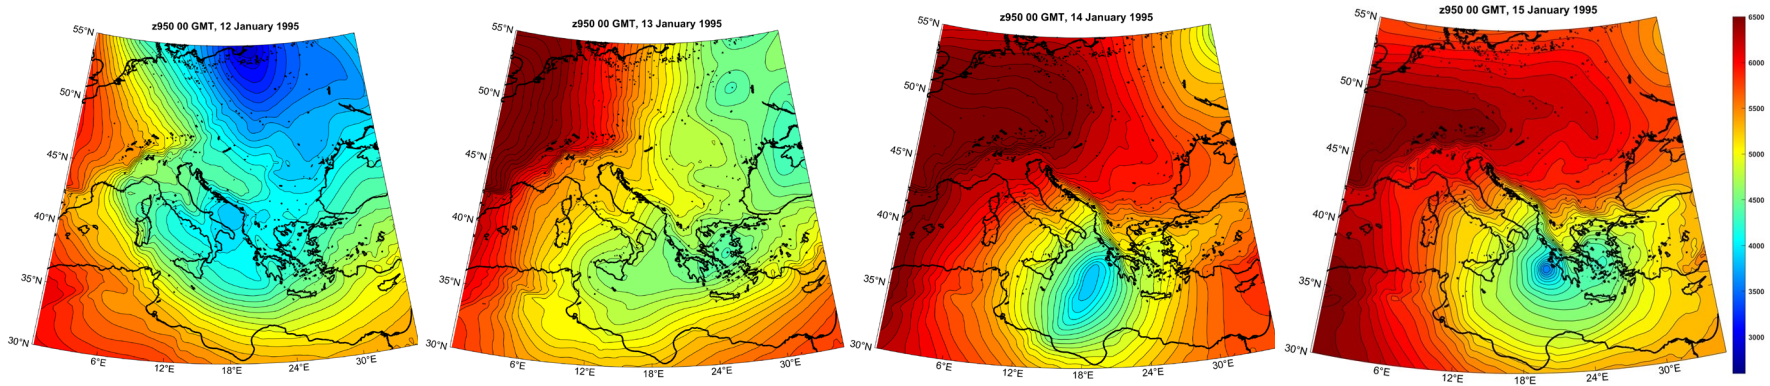 z950 00 GMT, 12 January 1995
55°N
50°N
45°N
40°N
35°N
30°N
6°E
12°E
18°E
24°E
30°E
z950 00 GMT, 13 January 1995
55°N
50°N
45°N
40°N
35°N
30°N
6°E
12°E
18°E
24°E
30°E
z950 00 GMT, 14 January 1995
55°N
50°N
45°N
40°N
35°N
30°N
6°E
12°E
18°E
24°E
30°E
z950 00 GMT, 15 January 1995
55°N
50°N
45°N
40°N
35°N
30°N
6°E
12°E
18°E
24°E
30°E
6500
6000
5500
5000
4500
4000
3500
3000